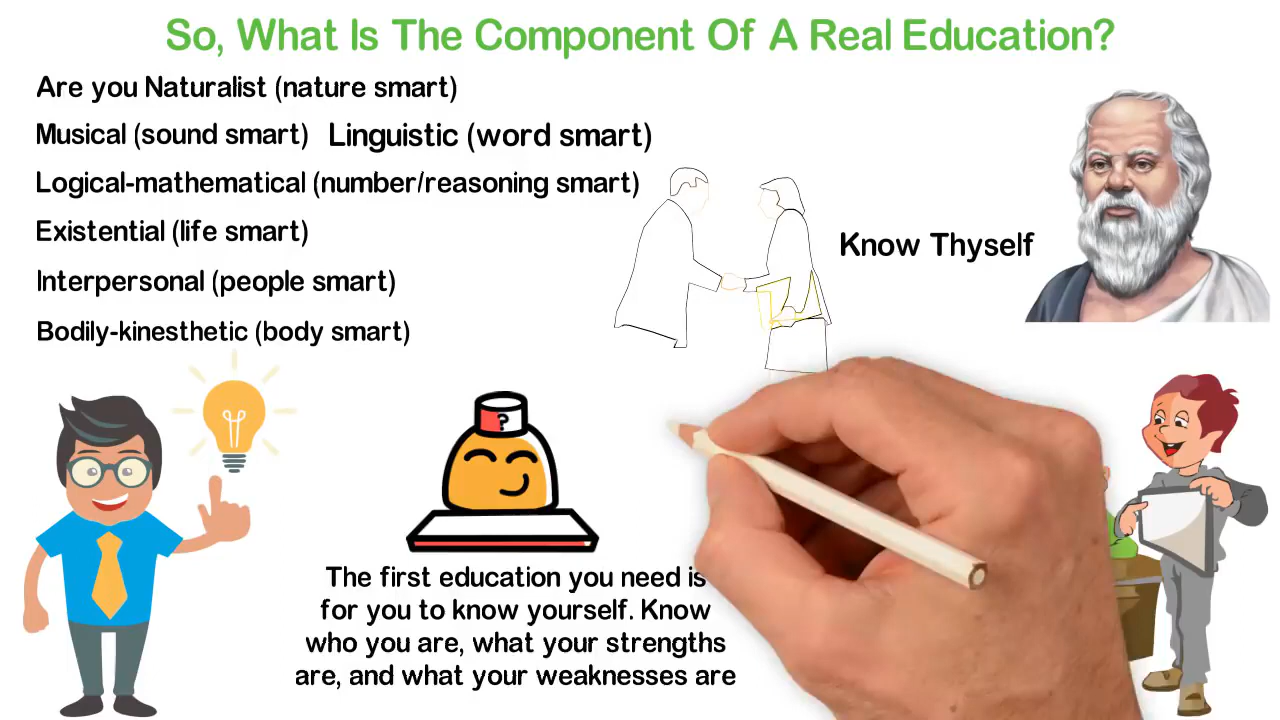 So, What Is The Component Of A Real Education?
Are you Naturalist (nature smart)
Musical (sound smart) Linguistic (word smart)
Logical-mathematical (number/reasoning smart)
Existential (life smart)
Know Thyself
Interpersonal (people smart)
Bodily-kinesthetic (body smart)
?
The first education you need is
for you to know yourself. Know
who you are, what your strengths
are, and what your weaknesses are